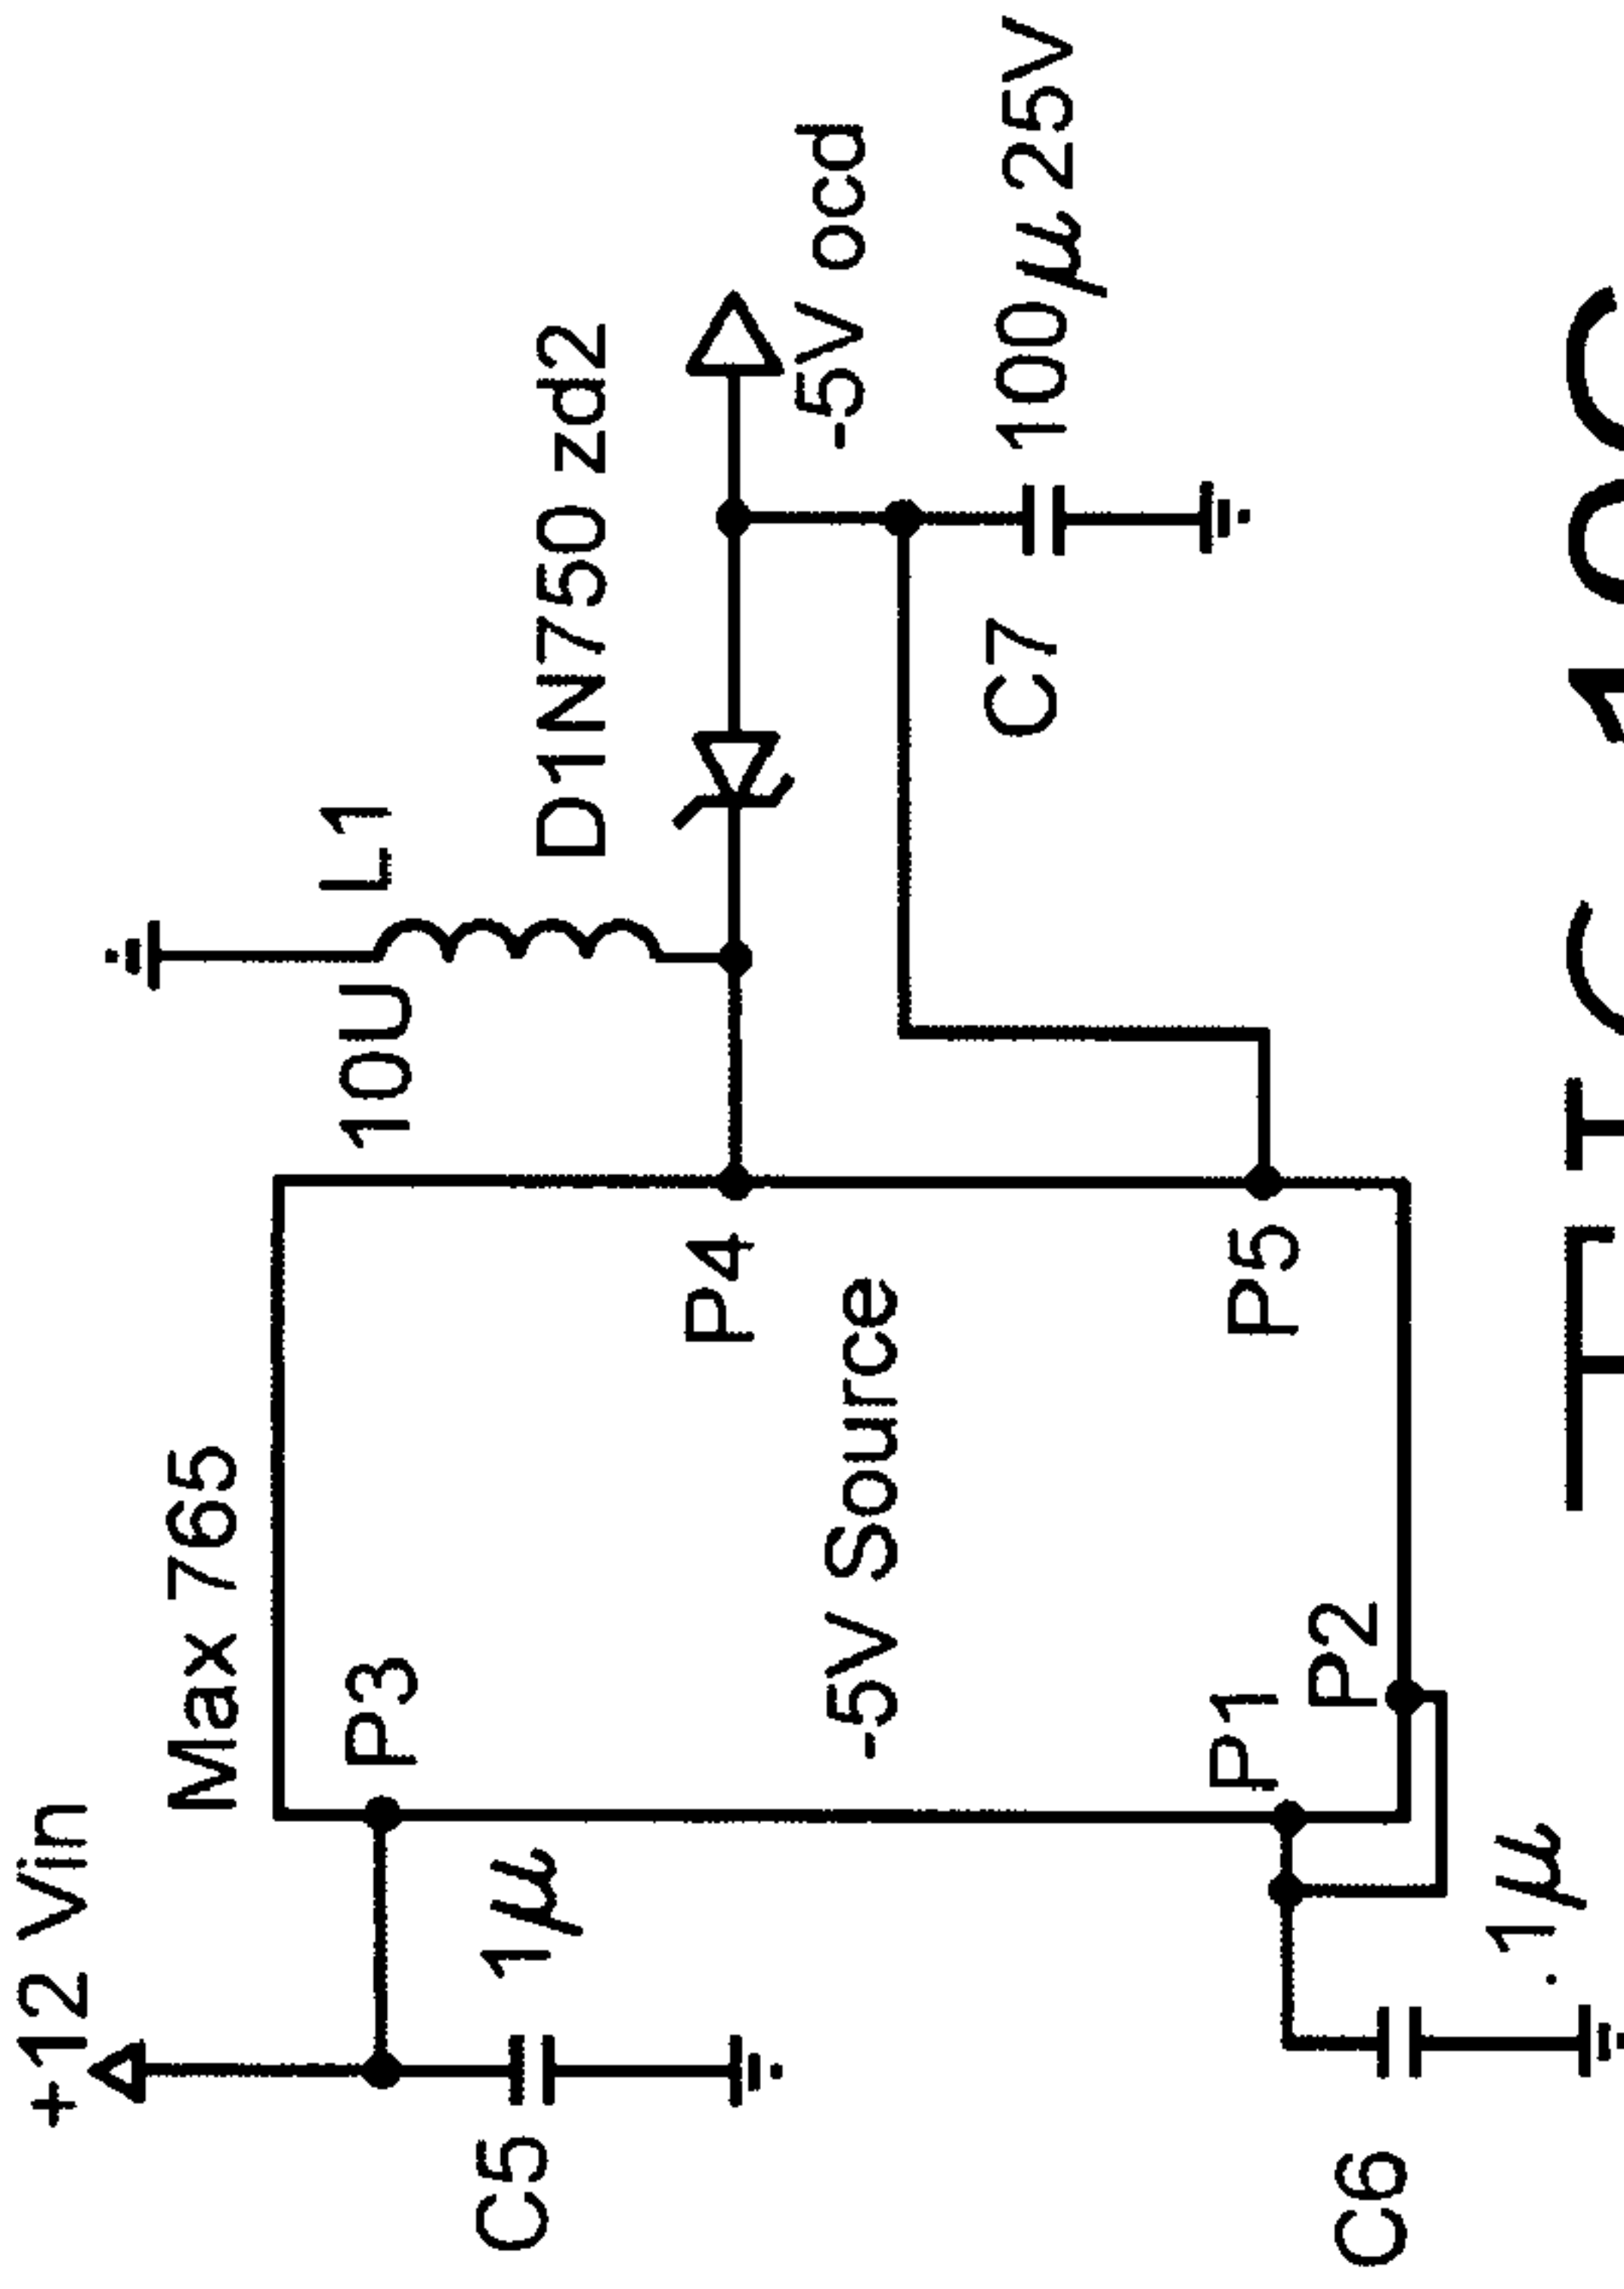 +12 Vin
Max 765
L1
10U
D1N750 zd2
P3
P4
-5V ocd
C5
1µ
-5V Source
C7
100µ 25V
P1
P5
P2
C6
.1µ